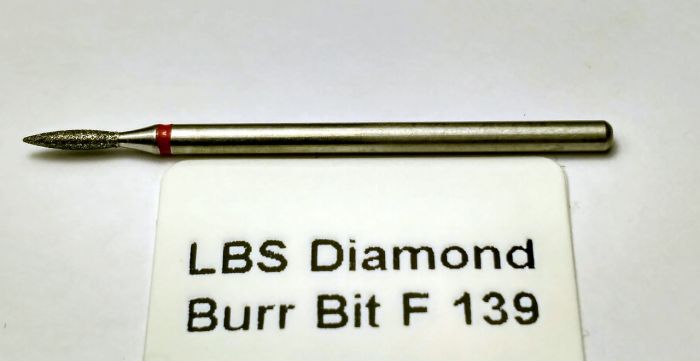 LBS Diamond
Burr Bit F 139